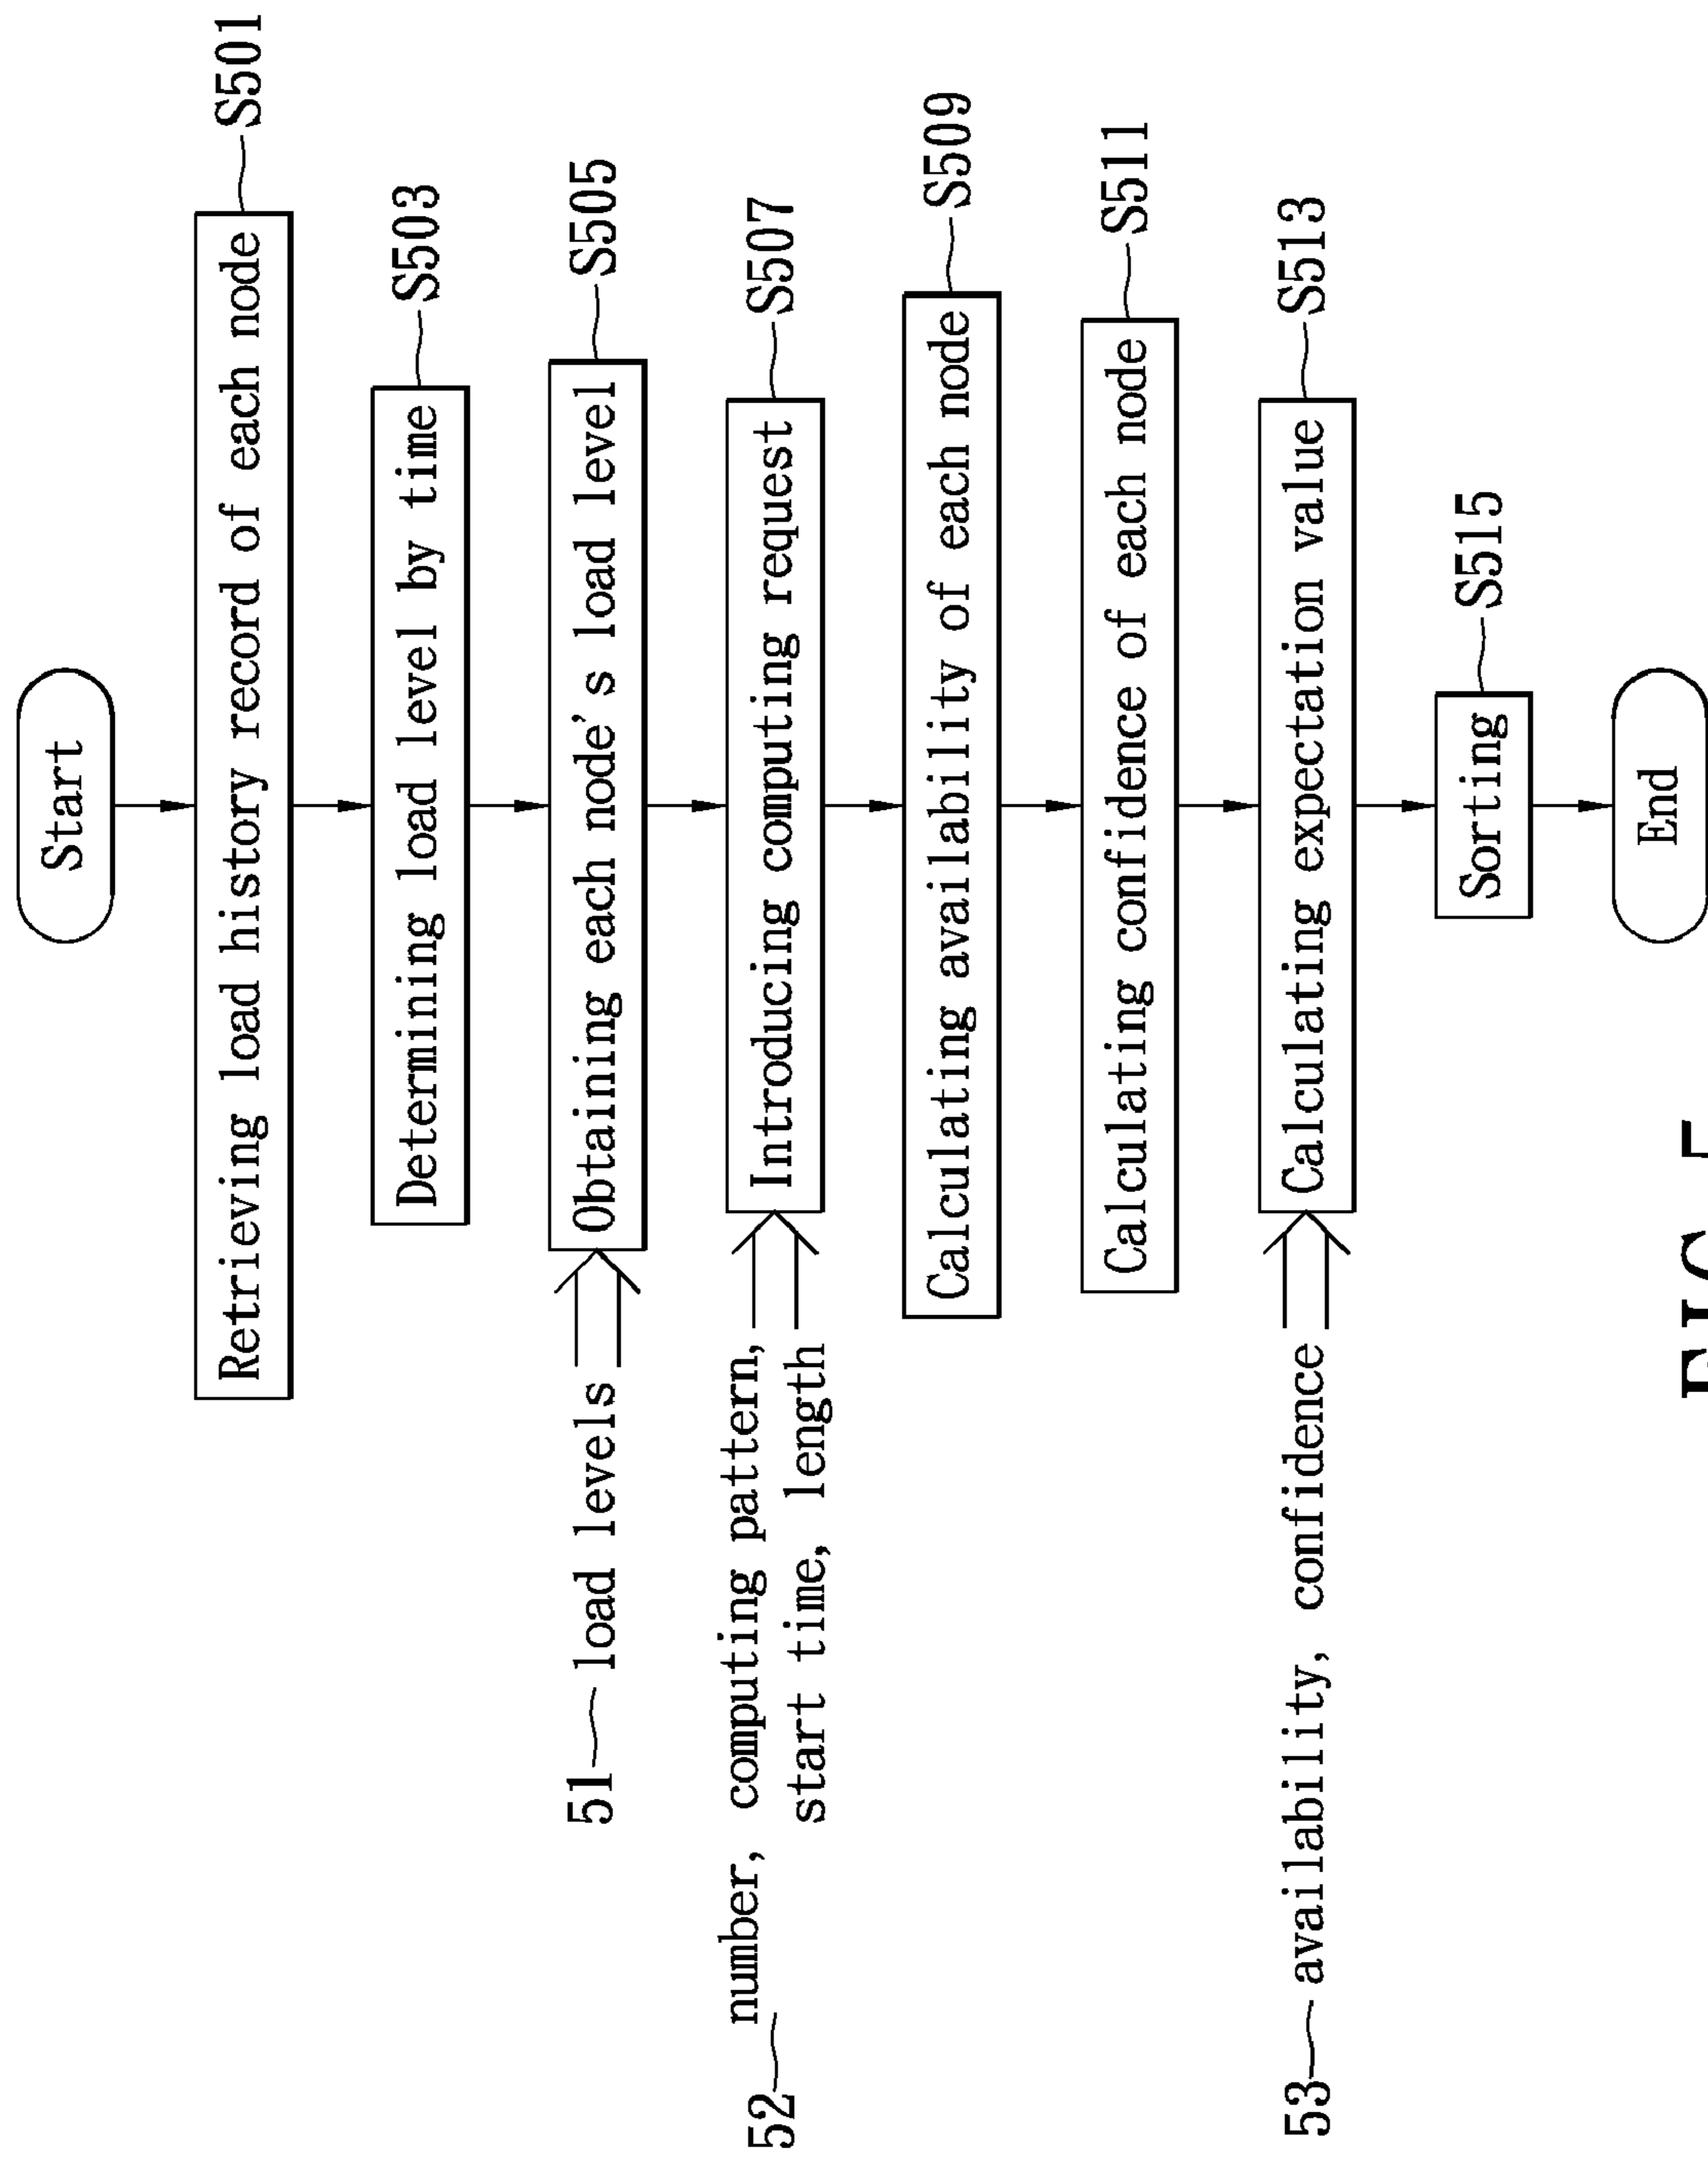 Start
Retrieving load history record of each node
S501
Determining load level by time
S503
51
load levels
Obtaining each node's load level
S505
52
number, computing pattern,
start time, length
Introducing computing request
S507
Calculating availability of each node
S509
Calculating confidence of each node
S511
53
availability, confidence
Calculating expectation value
S513
Sorting
S515
End